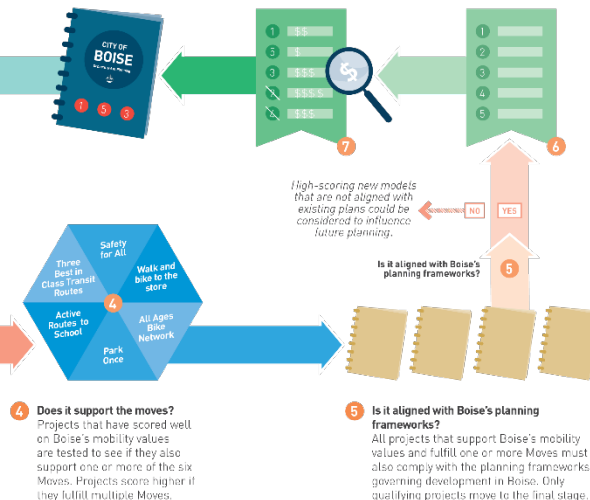 CITY OF
BOISE
1 5 3
1 $$
5 $
3 $$$
2 $$$$
4 $$$
$
7
1
2
3
4
5
6
High-scoring new models
that are not aligned with
existing plans could be
considered to influence
future planning.
NO
YES
Is it aligned with Boise's
planning frameworks?
5
Safety
for All
Three
Best in
Class Transit
Routes
Walk and
bike to the
store
4
Active
Routes to
School
All Ages
Bike
Network
Park
Once
4 Does it support the moves?
Projects that have scored well
on Boise's mobility values
are tested to see if they also
support one or more of the six
Moves. Projects score higher if
they fulfill multiple Moves.
5 Is it aligned with Boise's planning
frameworks?
All projects that support Boise's mobility
values and fulfill one or more Moves must
also comply with the planning frameworks
governing development in Boise. Only
qualifying projects move to the final stage.